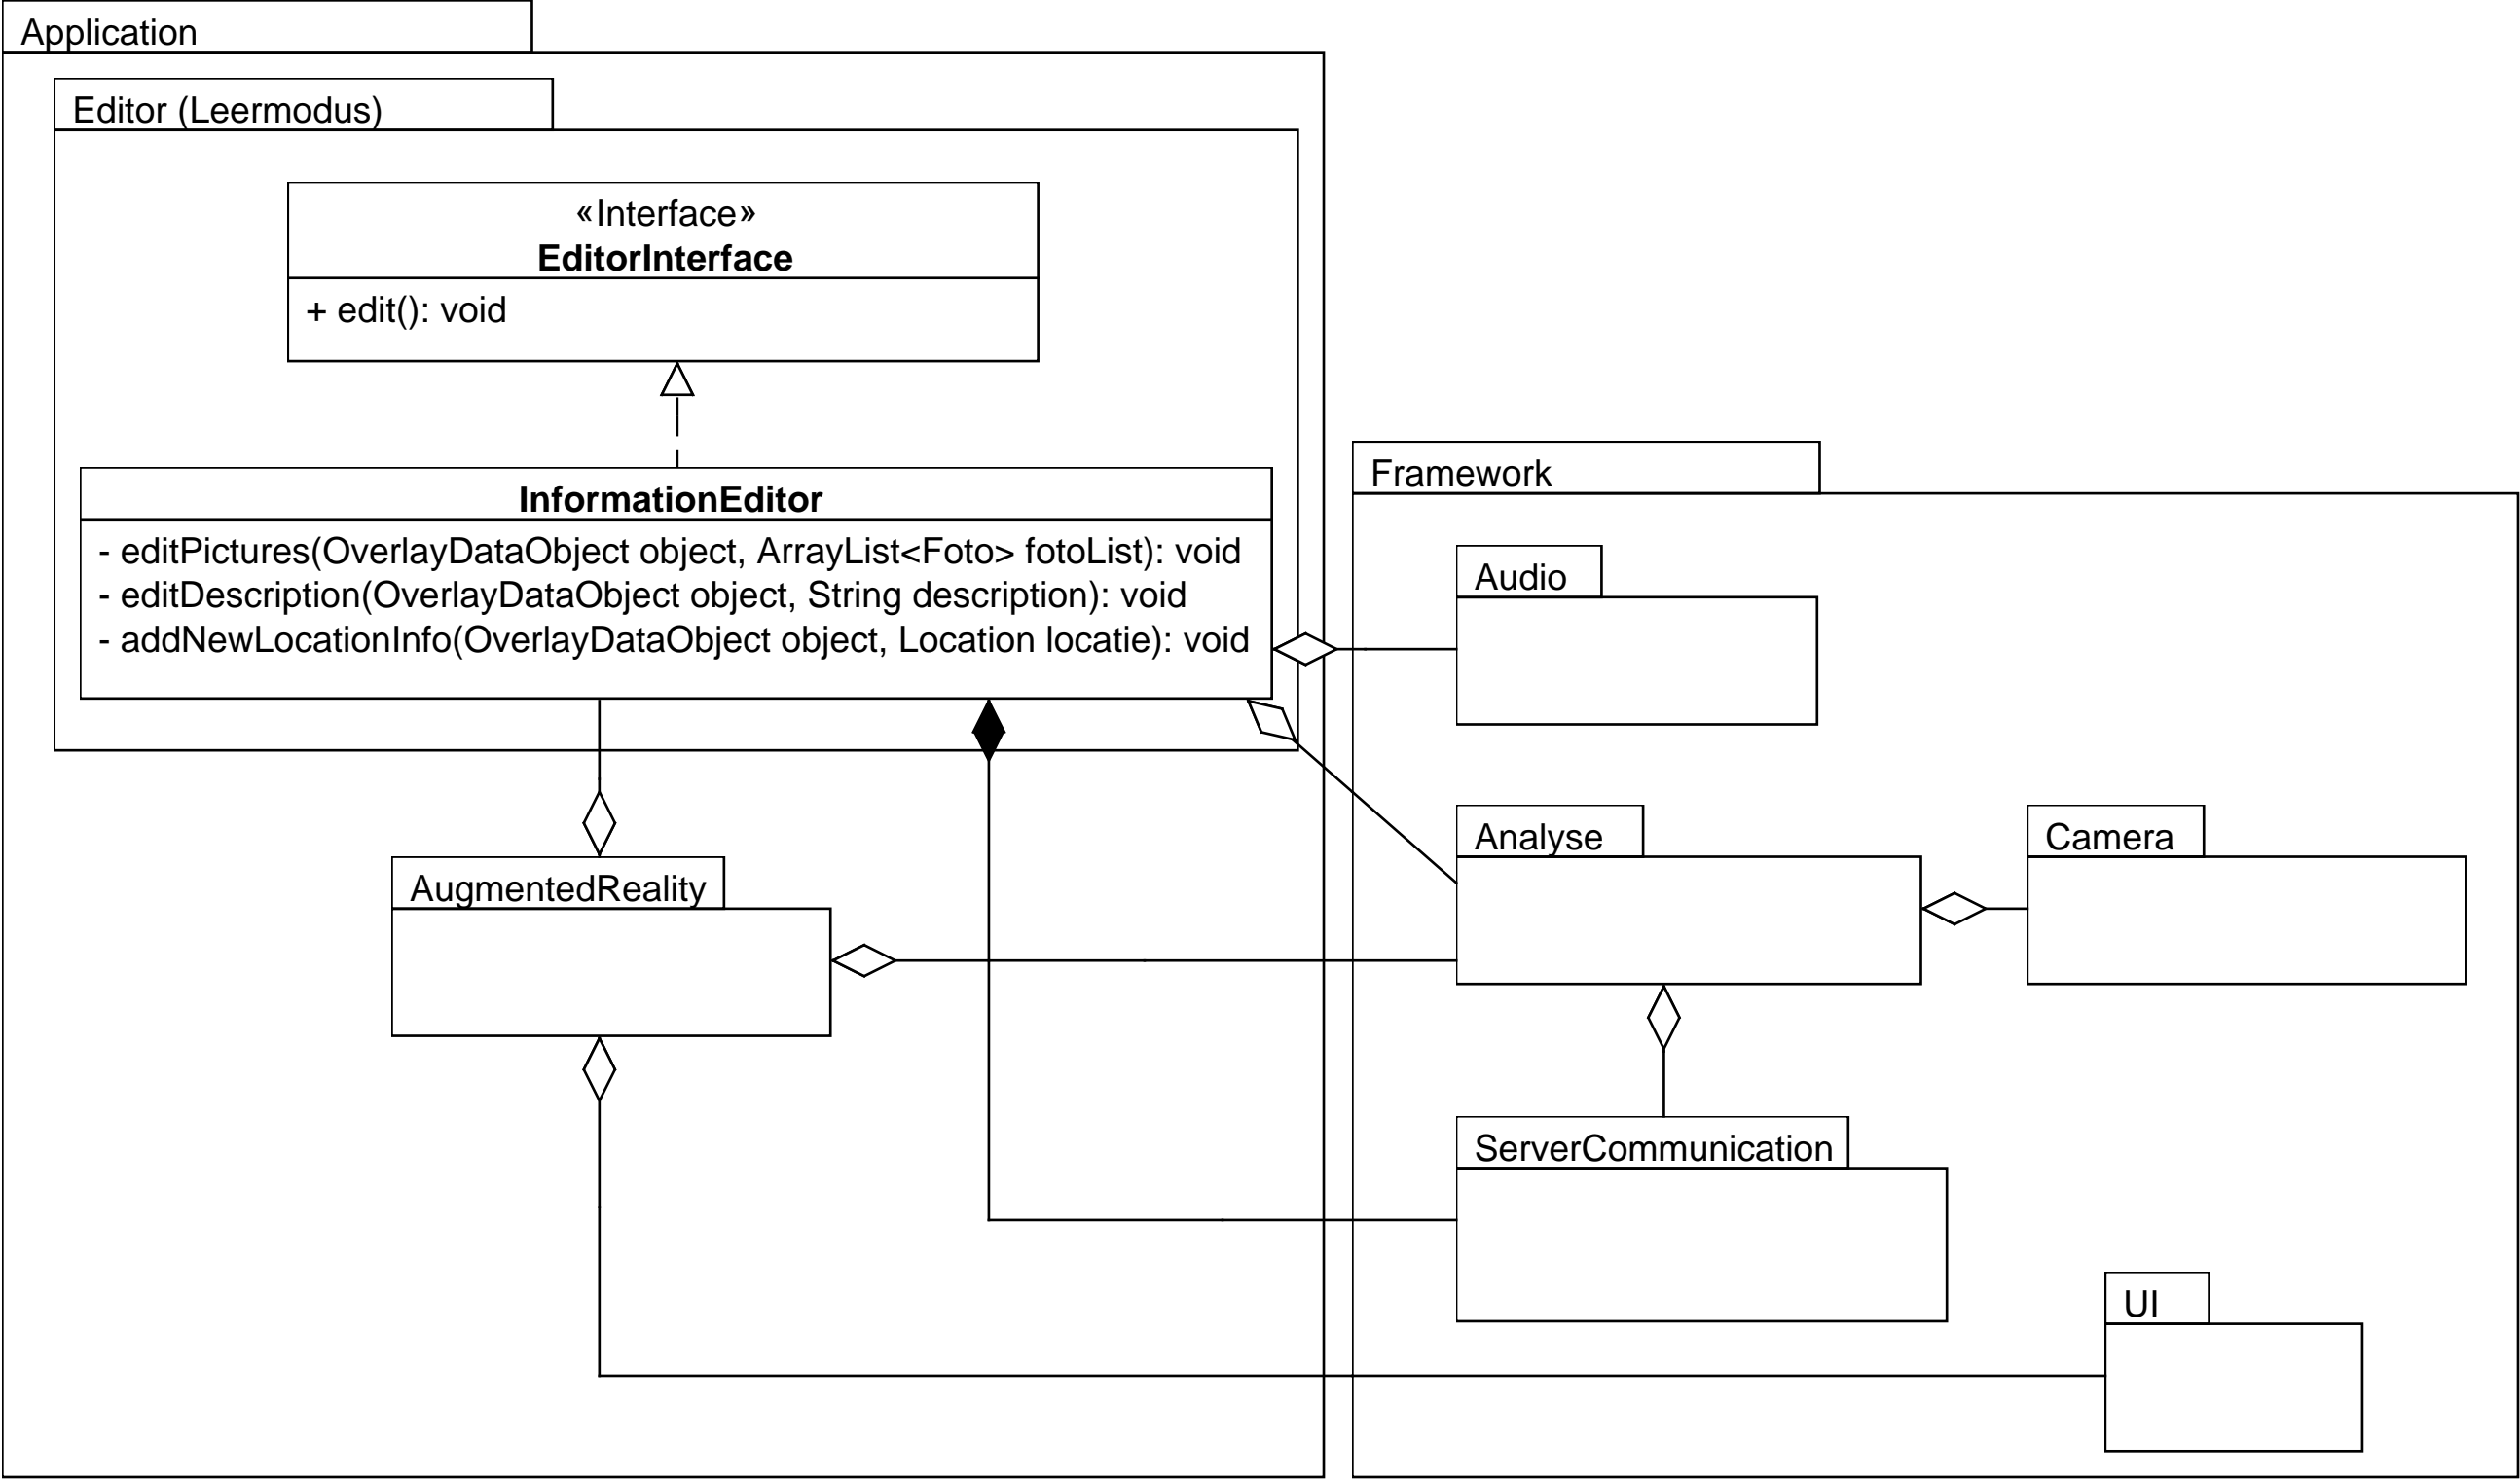 Application
Editor (Leermodus)
«Interface»
EditorInterface
+ edit(): void
InformationEditor
- editPictures(OverlayDataObject object, ArrayList<Foto> fotoList): void
- editDescription(OverlayDataObject object, String description): void
- addNewLocationInfo(OverlayDataObject object, Location locatie): void
AugmentedReality
Framework
Audio
Analyse
Camera
ServerCommunication
UI